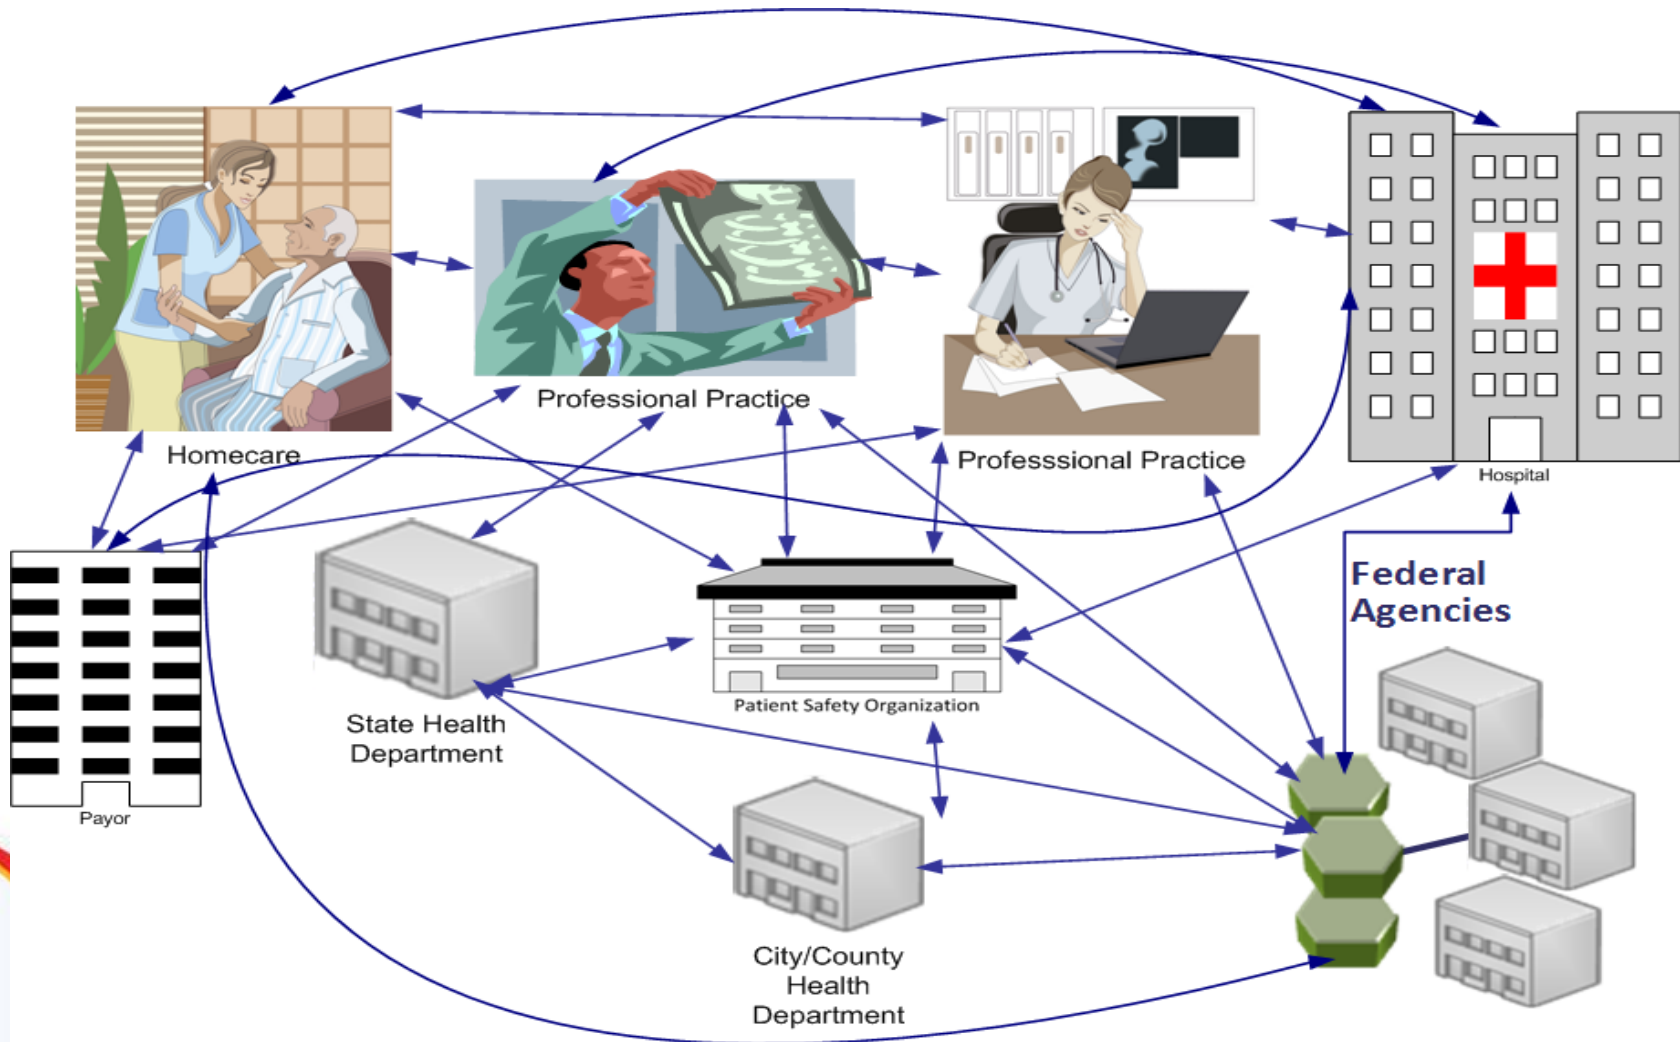 Professional Practice
Homecare
Professsional Practice
Hospital
Federal
Agencies
Patient Safety Organization
State Health
Department
Payor
City/County
Health
Department